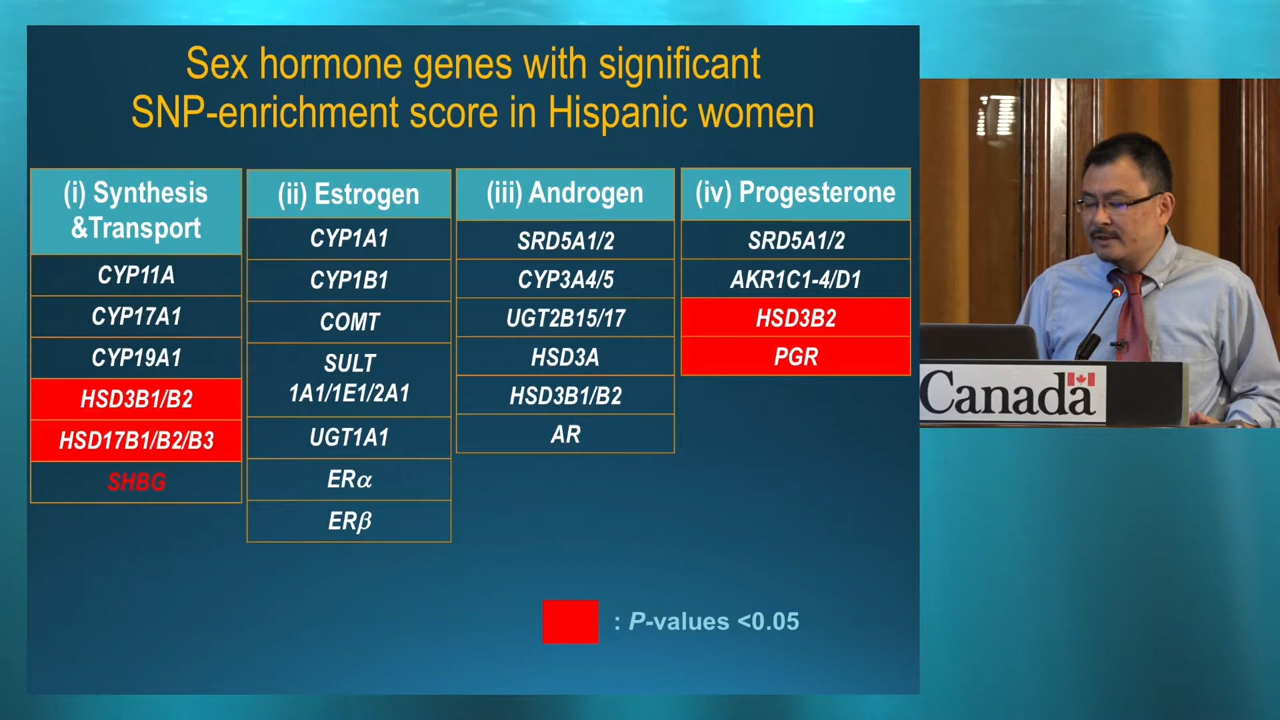 Sex hormone genes with significant
SNP-enrichment score in Hispanic women
(i) Synthesis
&Transport
CYP11A
CYP17A1
CYP19A1
HSD3B1/B2
HSD17B1/B2/B3
SHBG
(ii) Estrogen
CYP1A1
CYP1B1
COMT
SULT
1A1/1E1/2A1
UGT1A1
ERα
ERβ
(iii) Androgen
SRD5A1/2
CYP3A4/5
UGT2B15/17
HSD3A
HSD3B1/B2
AR
(iv) Progesterone
SRD5A1/2
AKR1C1-4/D1
HSD3B2
PGR
: P-values <0.05
Canada